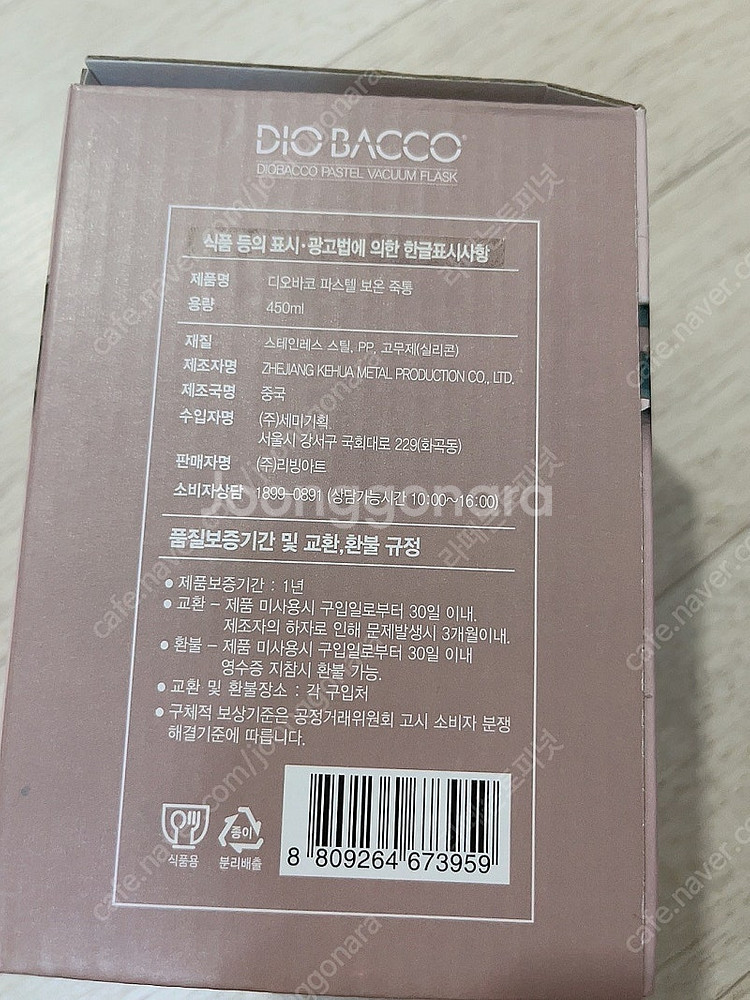 DIOBACCO
DIOBACCO PASTEL VACUUM FLASK
식품 등의 표시·광고법에 의한 한글표시사항
제품명 디오바코 파스텔 보온 죽통
용량 450ml
재질 스테인레스 스틸, PP, 고무제(실리콘)
제조자명 ZHEJIANG KEHUA METAL PRODUCTION CO., LTD.
제조국명 중국
수입자명 (주)세미기획
서울시 강서구 국회대로 229(화곡동)
판매자명 (주)리빙아트
소비자상담 1899-0891 (상담가능시간 10:00~16:00)
joonggonara
품질보증기간 및 교환,환불 규정
● 제품보증기간 : 1년
● 교환 - 제품 미사용시 구입일로부터 30일 이내.
제조자의 하자로 인해 문제발생시 3개월이내.
● 환불 - 제품 미사용시 구입일로부터 30일 이내
영수증 지참시 환불 가능.
● 교환 및 환불장소 : 각 구입처
● 구체적 보상기준은 공정거래위원회 고시 소비자 분쟁
해결기준에 따릅니다.
식품용
종이
분리배출
8 809264 673959
cafe.naver.com/joonggonara